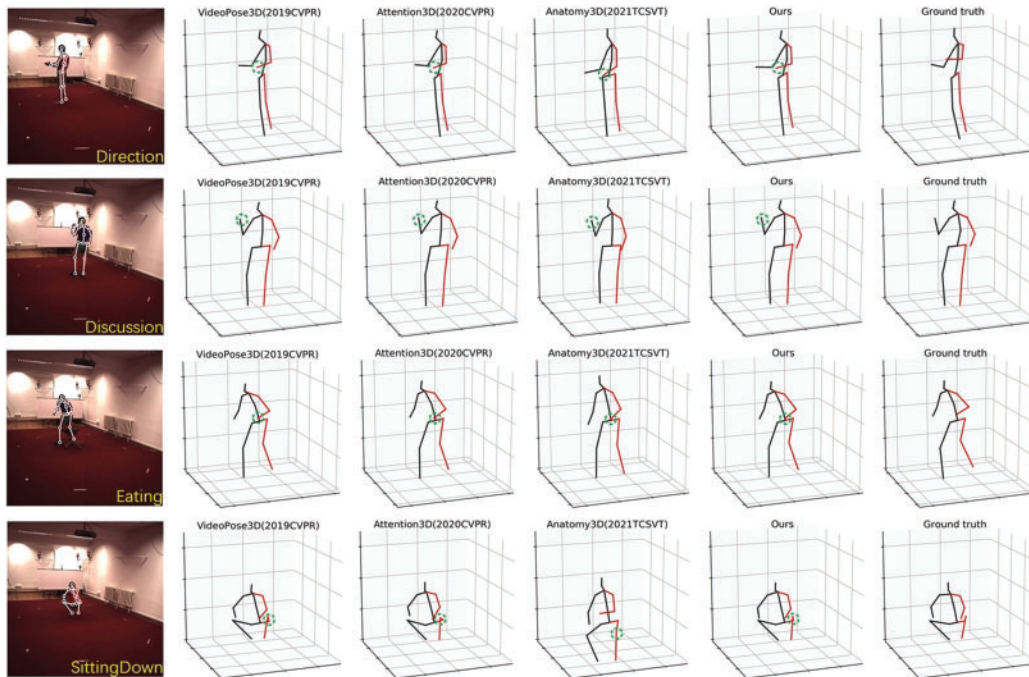 VideoPose3D(2019CVPR) Attention3D(2020CVPR) Anatomy3D(2021TCSVT) Ours Ground truth
Direction
VideoPose3D(2019CVPR) Attention3D(2020CVPR) Anatomy3D(2021TCSVT) Ours Ground truth
Discussion
VideoPose3D(2019CVPR) Attention3D(2020CVPR) Anatomy3D(2021TCSVT) Ours Ground truth
Eating
VideoPose3D(2019CVPR) Attention3D(2020CVPR) Anatomy3D(2021TCSVT) Ours Ground truth
SittingDown